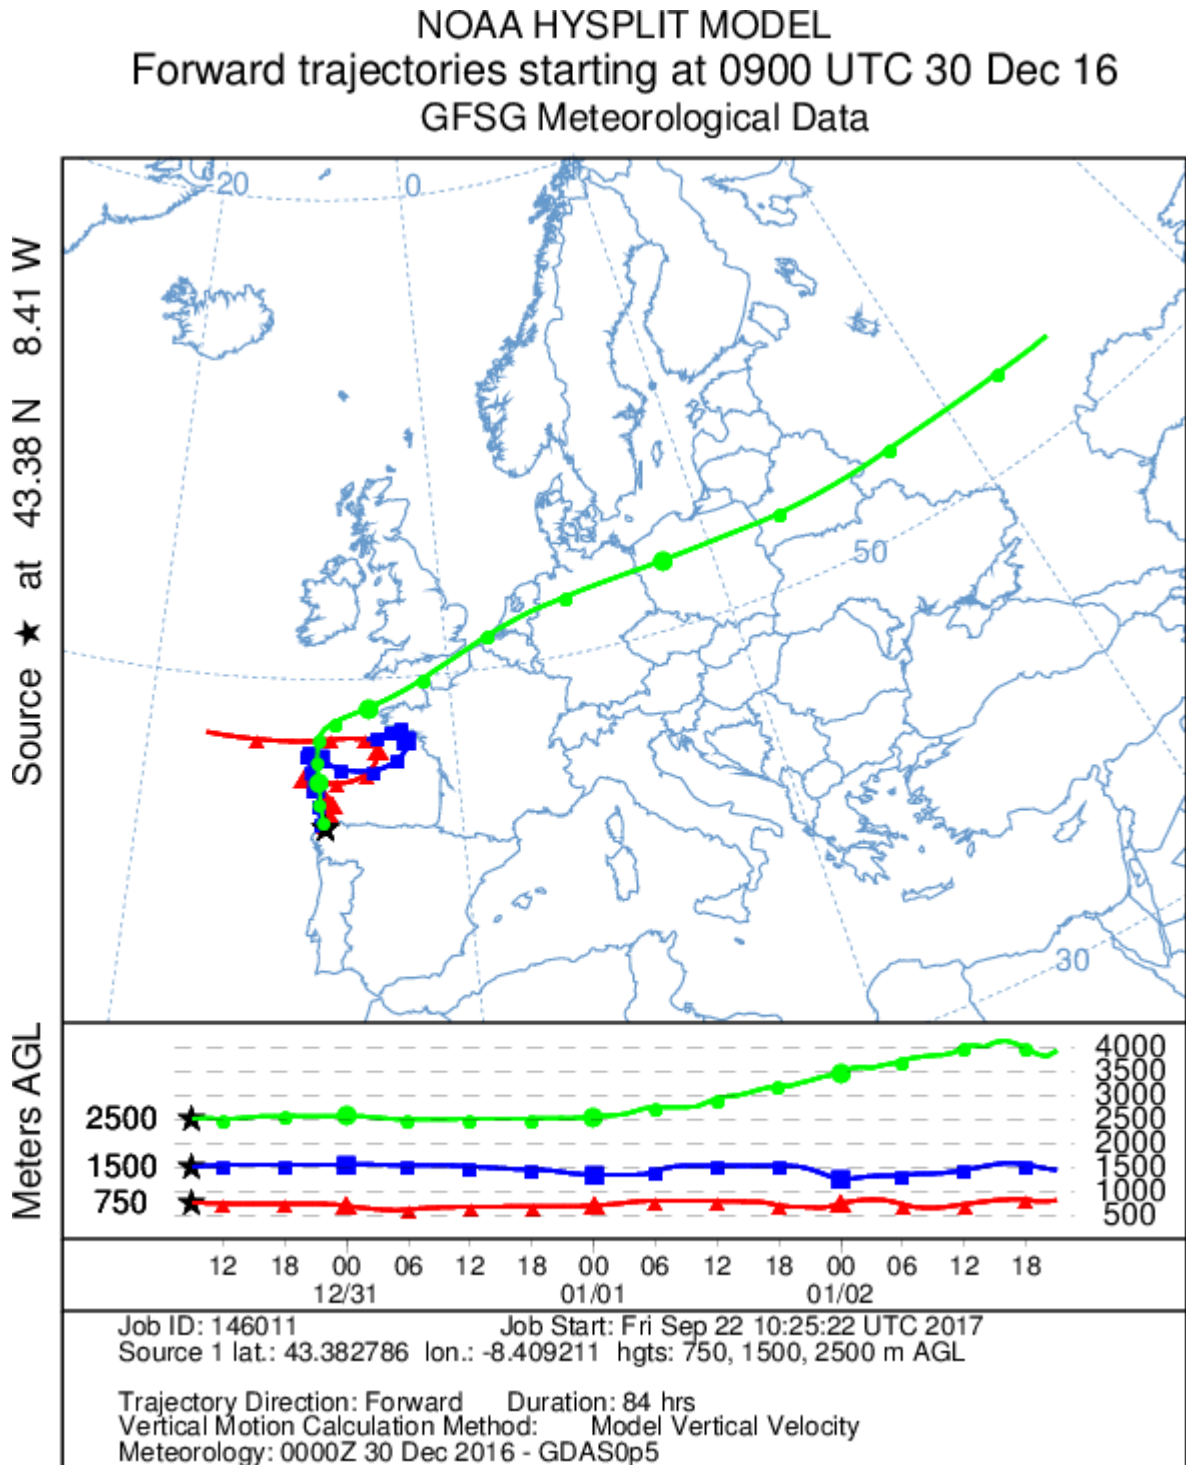 NOAA HYSPLIT MODEL
Forward trajectories starting at 0900 UTC 30 Dec 16
GFSG Meteorological Data
Source ★ at 43.38 N 8.41 W
20
0
50
30
Meters AGL
2500
1500
750
4000
3500
3000
2500
2000
1500
1000
500
12 18 00 06 12 18 00 06 12 18 00 06 12 18
12/31 01/01 01/02
Job ID: 146011 Job Start: Fri Sep 22 10:25:22 UTC 2017
Source 1 lat.: 43.382786 lon.: -8.409211 hgts: 750, 1500, 2500 m AGL
Trajectory Direction: Forward Duration: 84 hrs
Vertical Motion Calculation Method: Model Vertical Velocity
Meteorology: 0000Z 30 Dec 2016 - GDAS0p5